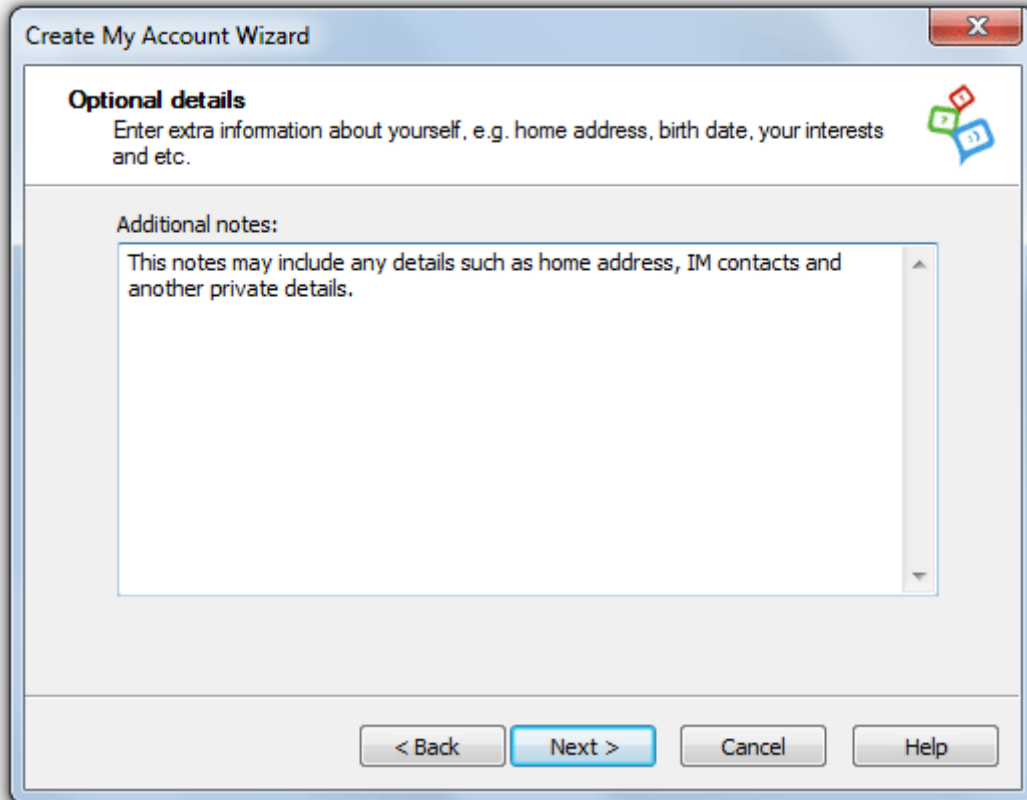 Create My Account Wizard
Optional details
Enter extra information about yourself, e.g. home address, birth date, your interests
and etc.
Additional notes:
This notes may include any details such as home address, IM contacts and
another private details.
< Back Next > Cancel Help